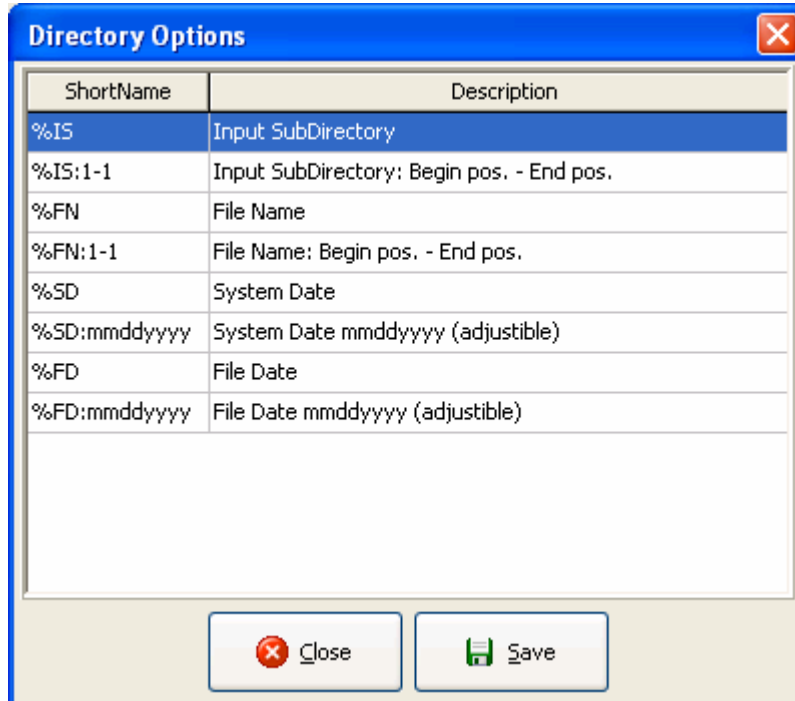 Directory Options
ShortName Description
%IS Input SubDirectory
%IS:1-1 Input SubDirectory: Begin pos. - End pos.
%FN File Name
%FN:1-1 File Name: Begin pos. - End pos.
%SD System Date
%SD:mmddyyyy System Date mmddyyyy (adjustible)
%FD File Date
%FD:mmddyyyy File Date mmddyyyy (adjustible)
Close Save